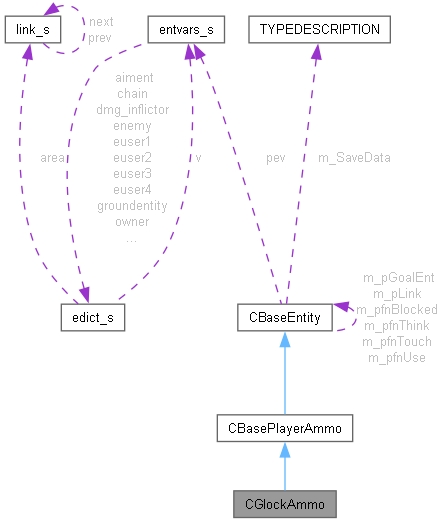 link_s
next
prev
entvars_s
TYPEDESCRIPTION
aiment
chain
dmg_inflictor
enemy
euser1
euser2
euser3
euser4
groundentity
owner
...
area
v
pev
m_SaveData
edict_s
CBaseEntity
m_pGoalEnt
m_pLink
m_pfnBlocked
m_pfnThink
m_pfnTouch
m_pfnUse
CBasePlayerAmmo
CGlockAmmo